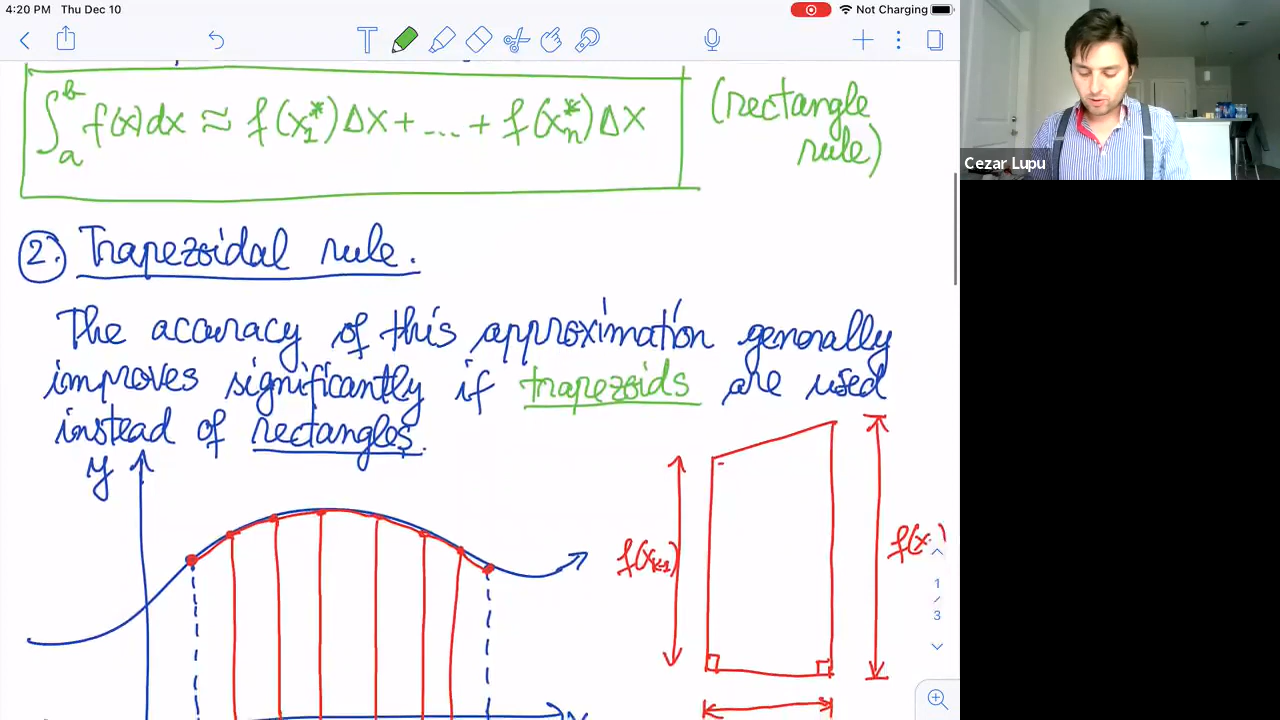 4:20 PM Thu Dec 10
Not Charging
T
∫_a^b f(x)dx ≈ f(x₁*)Δx+...+ f(xₙ*)Δx
(rectangle
rule)
Cezar Lupu
2. Trapezoidal rule.
The accuracy of this approximation generally
improves significantly if trapezoids are used
instead of rectangles.
y
f(x_{k-1})
1
/
3